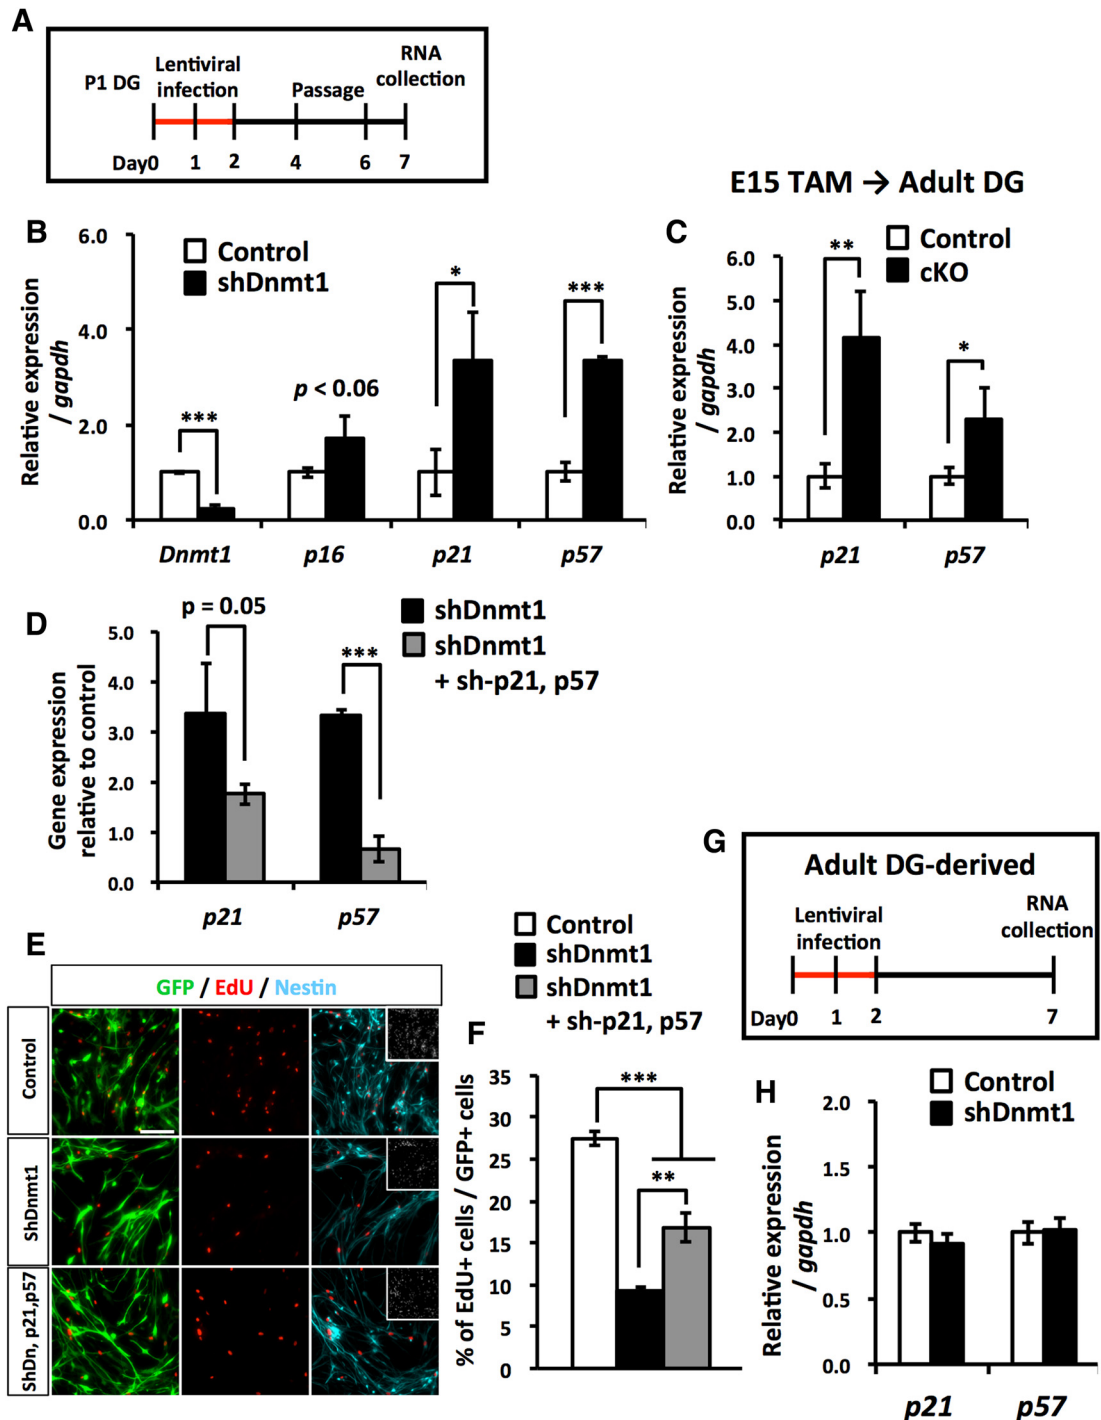 A
P1 DG
Lentiviral
infection
Passage
RNA
collection
Day0 1 2 4 6 7
B
Relative expression
/ gapdh
6.0
4.0
2.0
0.0
Control
shDnmt1
***
p < 0.06
*
***
Dnmt1 p16 p21 p57
E15 TAM → Adult DG
C
Relative expression
/ gapdh
6.0
5.0
4.0
3.0
2.0
1.0
0.0
Control
cKO
**
*
p21 p57
D
Gene expression
relative to control
5.0
4.0
3.0
2.0
1.0
0.0
p = 0.05
***
shDnmt1
shDnmt1
+ sh-p21, p57
p21 p57
E
GFP / EdU / Nestin
Control
ShDnmt1
ShDn, p21,p57
F
Control
shDnmt1
shDnmt1
+ sh-p21, p57
% of EdU+ cells / GFP+ cells
35
30
25
20
15
10
5
0
***
**
G
Adult DG-derived
Lentiviral
infection
RNA
collection
Day0 1 2 7
H
Control
shDnmt1
Relative expression
/ gapdh
2.0
1.5
1.0
0.5
0.0
p21 p57